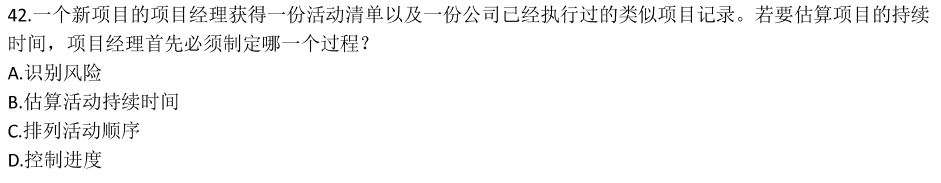 42.一个新项目的项目经理获得一份活动清单以及一份公司已经执行过的类似项目记录。若要估算项目的持续
时间，项目经理首先必须制定哪一个过程？
A.识别风险
B.估算活动持续时间
C.排列活动顺序
D.控制进度